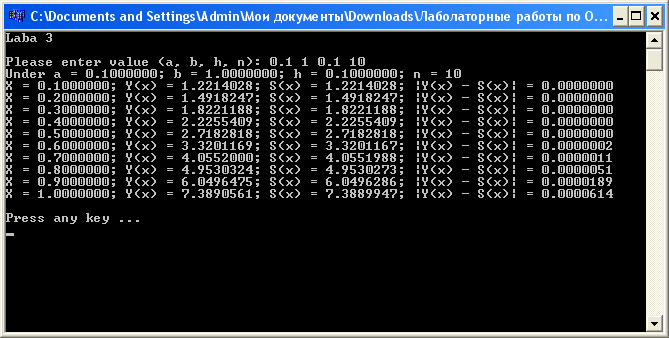 C:\Documents and Settings\Admin\Мои документы\Downloads\Лаболаторные работы по О...
Laba 3
Please enter value (a, b, h, n): 0.1 1 0.1 10
Under a = 0.1000000; b = 1.0000000; h = 0.1000000; n = 10
X = 0.1000000; Y(x) = 1.2214028; S(x) = 1.2214028; |Y(x) - S(x)| = 0.0000000
X = 0.2000000; Y(x) = 1.4918247; S(x) = 1.4918247; |Y(x) - S(x)| = 0.0000000
X = 0.3000000; Y(x) = 1.8221188; S(x) = 1.8221188; |Y(x) - S(x)| = 0.0000000
X = 0.4000000; Y(x) = 2.2255409; S(x) = 2.2255409; |Y(x) - S(x)| = 0.0000000
X = 0.5000000; Y(x) = 2.7182818; S(x) = 2.7182818; |Y(x) - S(x)| = 0.0000000
X = 0.6000000; Y(x) = 3.3201169; S(x) = 3.3201167; |Y(x) - S(x)| = 0.0000002
X = 0.7000000; Y(x) = 4.0552000; S(x) = 4.0551988; |Y(x) - S(x)| = 0.0000011
X = 0.8000000; Y(x) = 4.9530324; S(x) = 4.9530273; |Y(x) - S(x)| = 0.0000051
X = 0.9000000; Y(x) = 6.0496475; S(x) = 6.0496286; |Y(x) - S(x)| = 0.0000189
X = 1.0000000; Y(x) = 7.3890561; S(x) = 7.3889947; |Y(x) - S(x)| = 0.0000614
Press any key ...